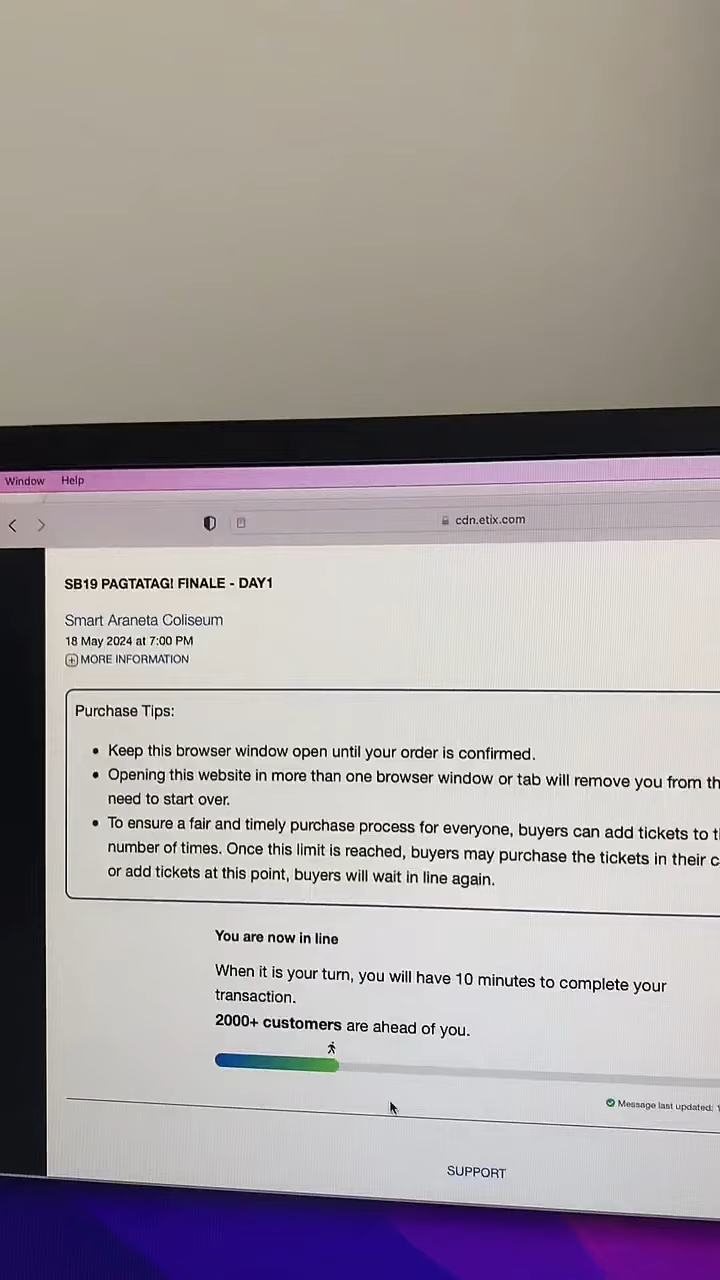 Window Help
cdn.etix.com
SB19 PAGTATAG! FINALE - DAY1
Smart Araneta Coliseum
18 May 2024 at 7:00 PM
MORE INFORMATION
Purchase Tips:
• Keep this browser window open until your order is confirmed.
• Opening this website in more than one browser window or tab will remove you from
need to start over.
• To ensure a fair and timely purchase process for everyone, buyers can add tickets to
number of times. Once this limit is reached, buyers may purchase the tickets in their
or add tickets at this point, buyers will wait in line again.
You are now in line
When it is your turn, you will have 10 minutes to complete your
transaction.
2000+ customers are ahead of you.
Message last updated:
SUPPORT